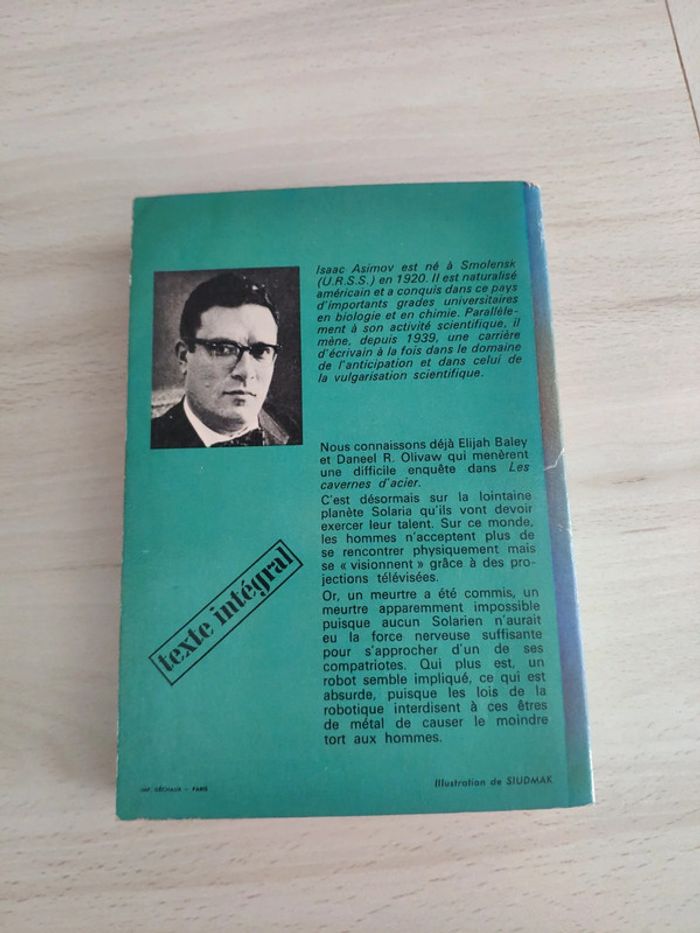 Isaac Asimov est né à Smolensk
(U.R.S.S.) en 1920. Il est naturalisé
américain et a conquis dans ce pays
d'importants grades universitaires
en biologie et en chimie. Parallèle-
ment à son activité scientifique, il
mène, depuis 1939, une carrière
d'écrivain à la fois dans le domaine
de l'anticipation et dans celui de
la vulgarisation scientifique.
Nous connaissons déjà Elijah Baley
et Daneel R. Olivaw qui menèrent
une difficile enquête dans Les
cavernes d'acier.
C'est désormais sur la lointaine
planète Solaria qu'ils vont devoir
exercer leur talent. Sur ce monde,
les hommes n'acceptent plus de
se rencontrer physiquement mais
se « visionnent » grâce à des pro-
jections télévisées.
Or, un meurtre a été commis, un
meurtre apparemment impossible
puisque aucun Solarien n'aurait
eu la force nerveuse suffisante
pour s'approcher d'un de ses
compatriotes. Qui plus est, un
robot semble impliqué, ce qui est
absurde, puisque les lois de la
robotique interdisent à ces êtres
de métal de causer le moindre
tort aux hommes.
texte intégral
IMP. GÉCHAUX – PARIS
Illustration de SIUDMAK